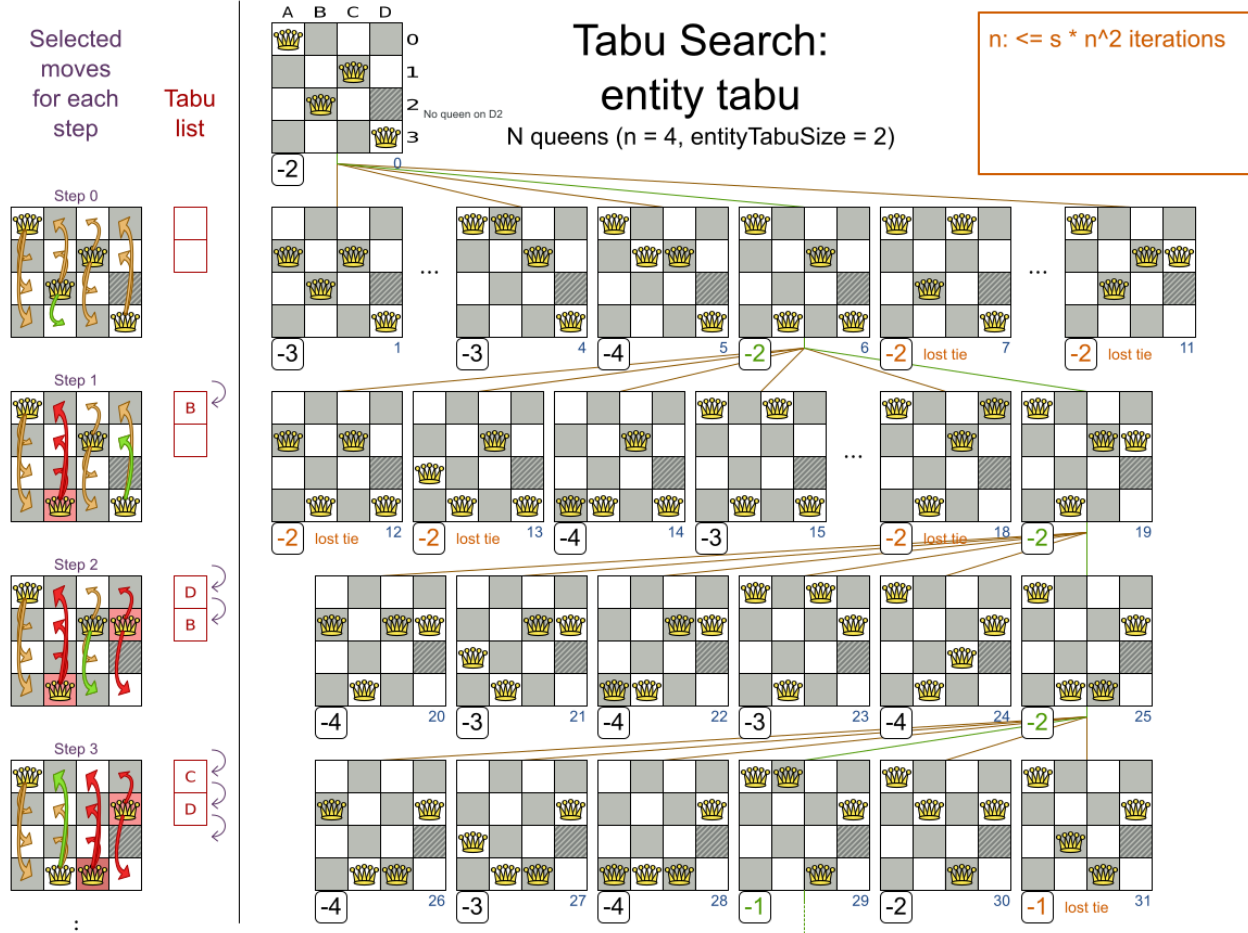 Selected
moves
for each
step
Tabu
list
A B C D
0
1
2
3
No queen on D2
-2
0
Tabu Search:
entity tabu
N queens (n = 4, entityTabuSize = 2)
n: <= s * n^2 iterations
Step 0
...
...
-3 1
-3 4
-4 5
-2 6
-2 lost tie 7
-2 lost tie 11
Step 1
B
...
-2 lost tie 12
-2 lost tie 13
-4 14
-3 15
-2 lost tie 18
-2 19
Step 2
D
B
-4 20
-3 21
-4 22
-3 23
-4 24
-2 25
Step 3
C
D
-4 26
-3 27
-4 28
-1 29
-2 30
-1 lost tie 31
: